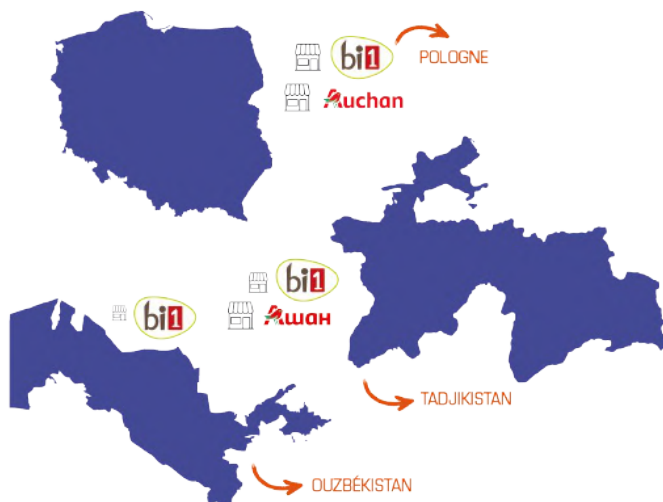 bi1
POLOGNE
Auchan
bi1
Ашан
bi1
TADJIKISTAN
OUZBÉKISTAN